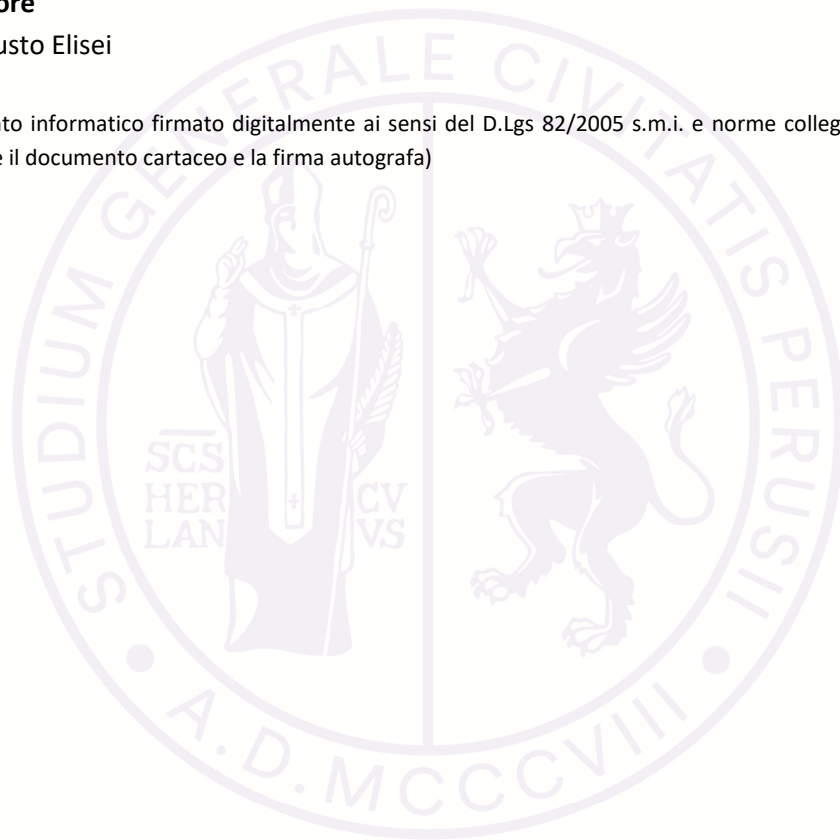 ore
usto Elisei
to informatico firmato digitalmente ai sensi del D.Lgs 82/2005 s.m.i. e norme colleg
e il documento cartaceo e la firma autografa)
STUDIUM GENERALE CIVITATIS PERUSII
SCS
HER
LAN
CV
VS
A.D. MCCCVIII